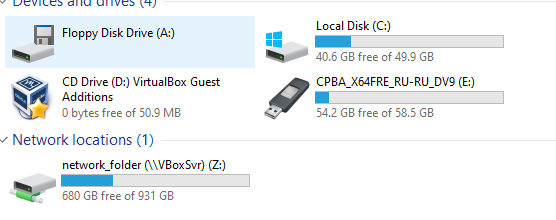 Devices and drives (4)
Floppy Disk Drive (A:)
Local Disk (C:)
40.6 GB free of 49.9 GB
CD Drive (D:) VirtualBox Guest
Additions
0 bytes free of 50.9 MB
CPBA_X64FRE_RU-RU_DV9 (E:)
54.2 GB free of 58.5 GB
Network locations (1)
network_folder (\\VBoxSvr) (Z:)
680 GB free of 931 GB